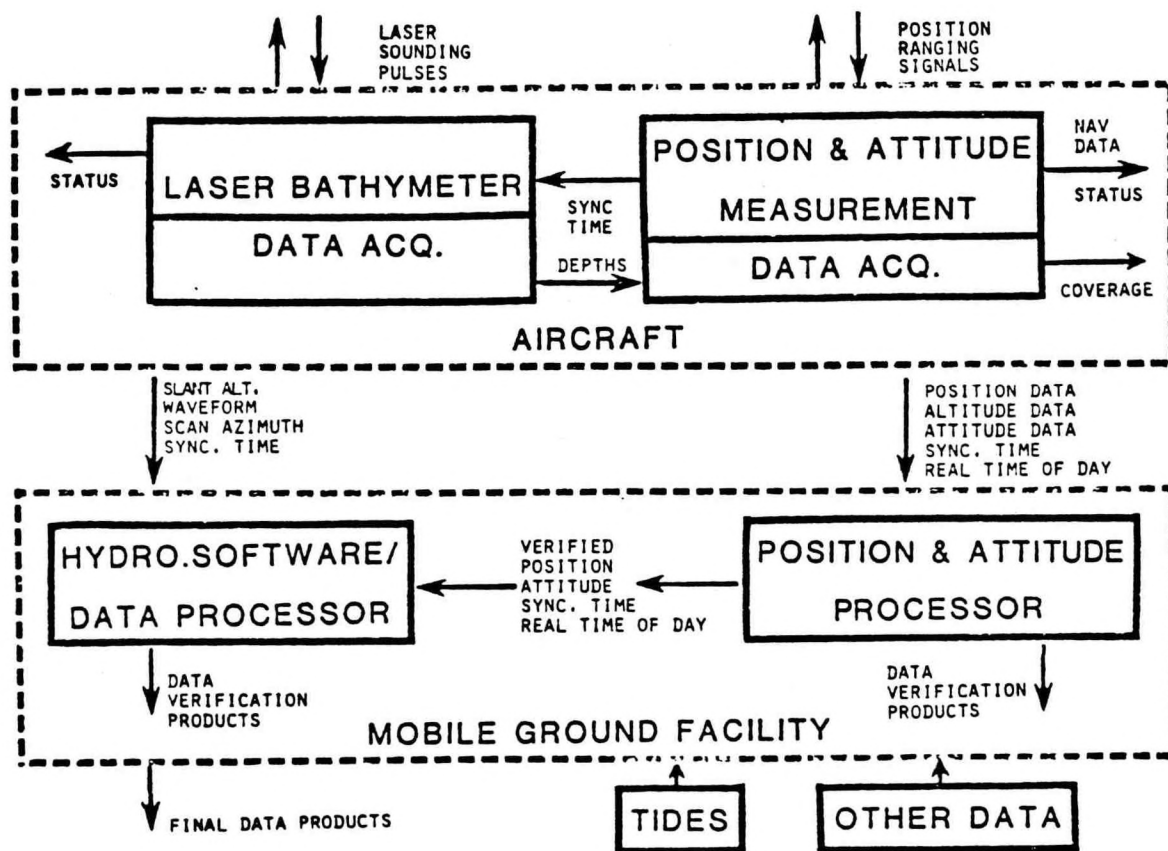 LASER
SOUNDING
PULSES
POSITION
RANGING
SIGNALS
STATUS
LASER BATHYMETER
DATA ACQ.
SYNC
TIME
DEPTHS
POSITION & ATTITUDE
MEASUREMENT
DATA ACQ.
NAV
DATA
STATUS
COVERAGE
AIRCRAFT
SLANT ALT.
WAVEFORM
SCAN AZIMUTH
SYNC. TIME
POSITION DATA
ALTITUDE DATA
ATTITUDE DATA
SYNC. TIME
REAL TIME OF DAY
HYDRO.SOFTWARE/
DATA PROCESSOR
VERIFIED
POSITION
ATTITUDE
SYNC. TIME
REAL TIME OF DAY
POSITION & ATTITUDE
PROCESSOR
DATA
VERIFICATION
PRODUCTS
DATA
VERIFICATION
PRODUCTS
MOBILE GROUND FACILITY
FINAL DATA PRODUCTS
TIDES
OTHER DATA